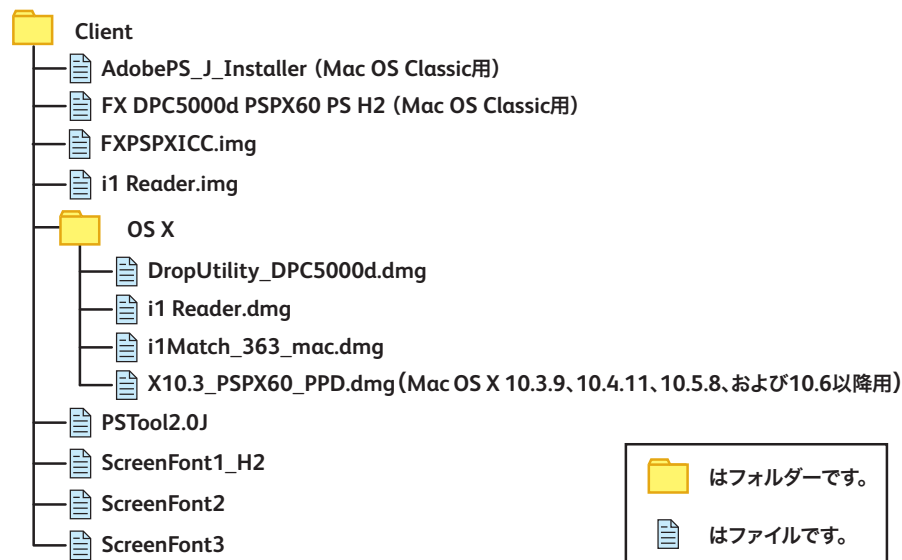 Client
AdobePS_J_Installer（Mac OS Classic用）
FX DPC5000d PSPX60 PS H2（Mac OS Classic用）
FXPSPXICC.img
i1 Reader.img
OS X
DropUtility_DPC5000d.dmg
i1 Reader.dmg
i1Match_363_mac.dmg
X10.3_PSPX60_PPD.dmg（Mac OS X 10.3.9、10.4.11、10.5.8、および10.6以降用）
PSTool2.0J
ScreenFont1_H2
ScreenFont2
ScreenFont3
はフォルダーです。
はファイルです。